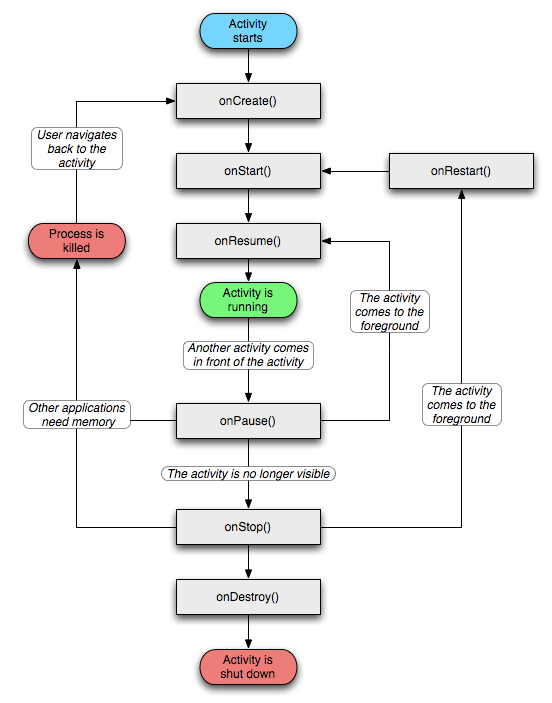 Activity
starts
onCreate()
User navigates
back to the
activity
onStart()
onRestart()
onResume()
Process is
killed
Activity is
running
The activity
comes to the
foreground
Another activity comes
in front of the activity
The activity
comes to the
foreground
Other applications
need memory
onPause()
The activity is no longer visible
onStop()
onDestroy()
Activity is
shut down